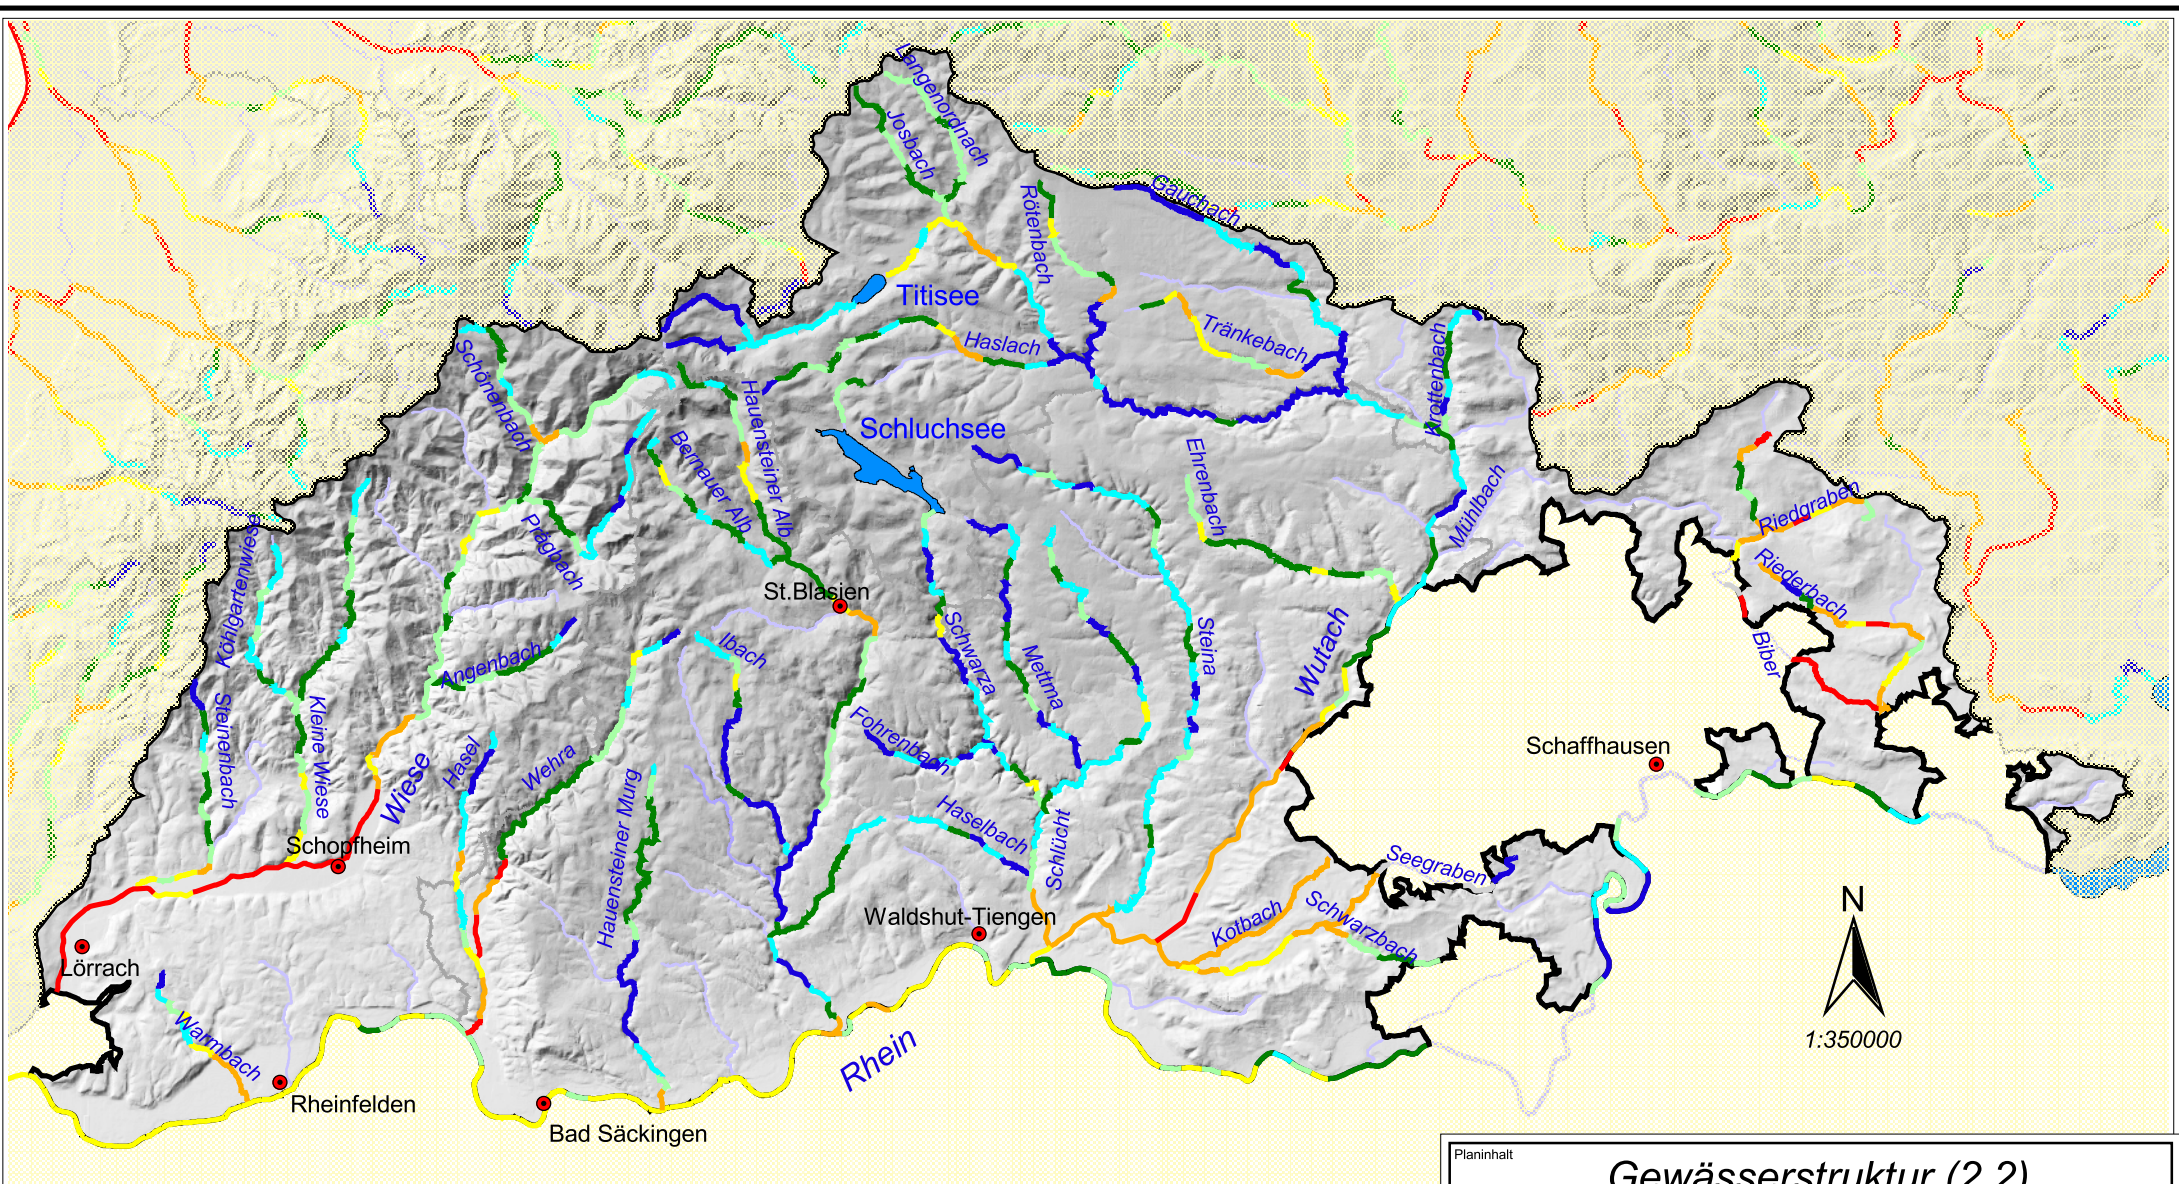 Langenordnach
Josbach
Rötenbach
Gauchach
Titisee
Haslach
Tränkebach
Krottenbach
Schönenbach
Hauensteiner Alb
Schluchsee
Bernauer Alb
Ehrenbach
Mühlbach
Riedgraben
Prägbach
Köhlgartenwiese
St.Blasien
Riederbach
Ibach
Schwarza
Mettma
Steina
Wutach
Biber
Angenbach
Steinenbach
Kleine Wiese
Wiese
Hasel
Wehra
Fohrenbach
Schaffhausen
Hauensteiner Murg
Haselbach
Schlücht
Schopfheim
Seegraben
Waldshut-Tiengen
Kotbach
Schwarzbach
N
Lörrach
Warmbach
1:350000
Rhein
Rheinfelden
Bad Säckingen
Planinhalt
Gewässerstruktur (2.2)